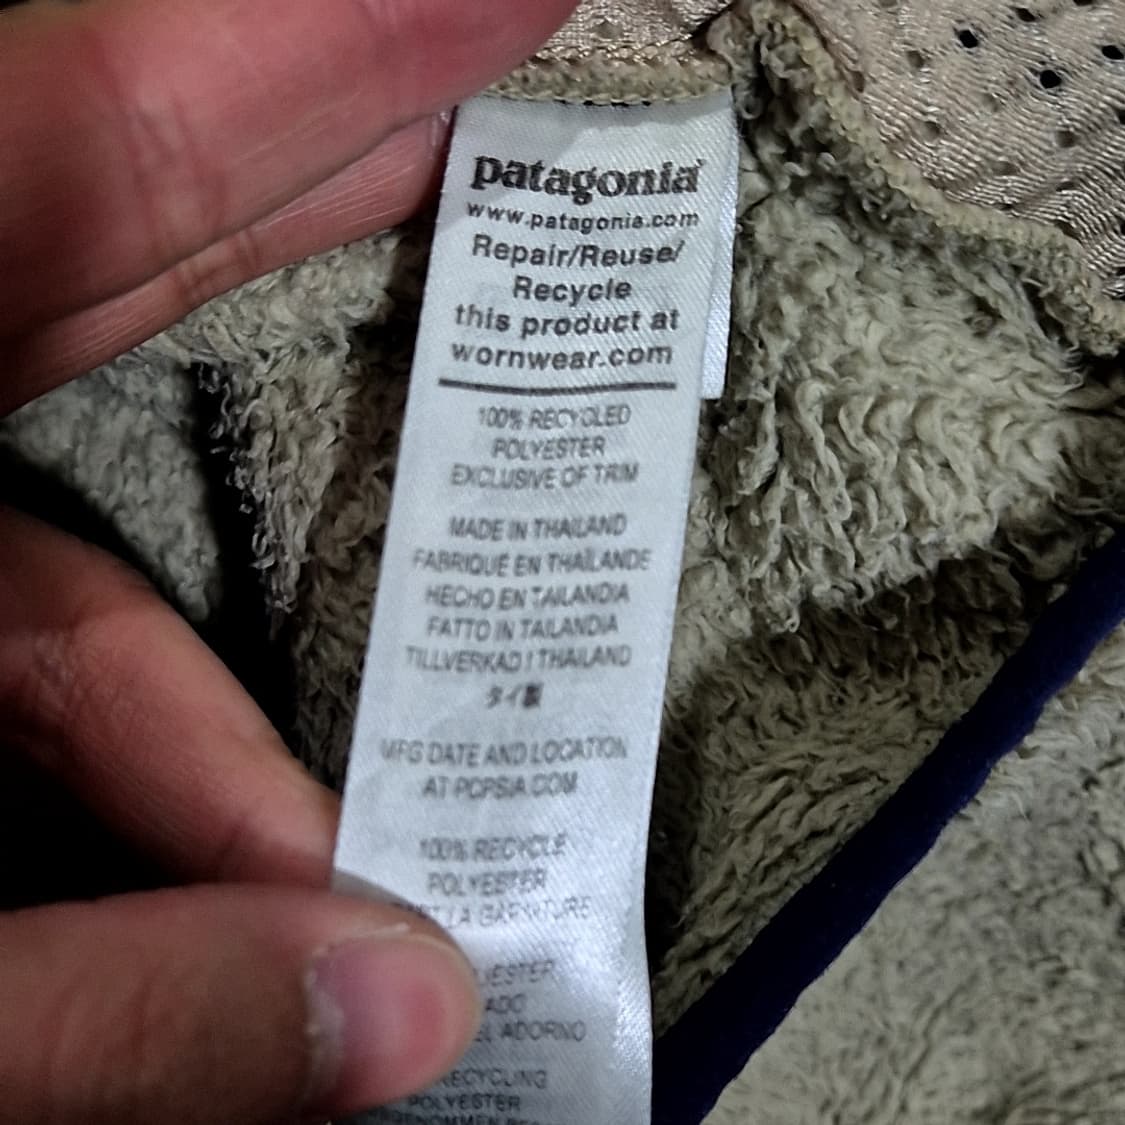 patagonia
www.patagonia.com
Repair/Reuse/
Recycle
this product at
wornwear.com
100% RECYCLED
POLYESTER
EXCLUSIVE OF TRIM
MADE IN THAILAND
FABRIQUÉ EN THAÏLANDE
HECHO EN TAILANDIA
FATTO IN TAILANDIA
TILLVERKAD I THAILAND
タイ製
MFG DATE AND LOCATION
AT PCPSIA.COM
100% RECYCLE
POLYESTER
LA GARNITURE
ADORNO
RECYCLING
POLYESTER